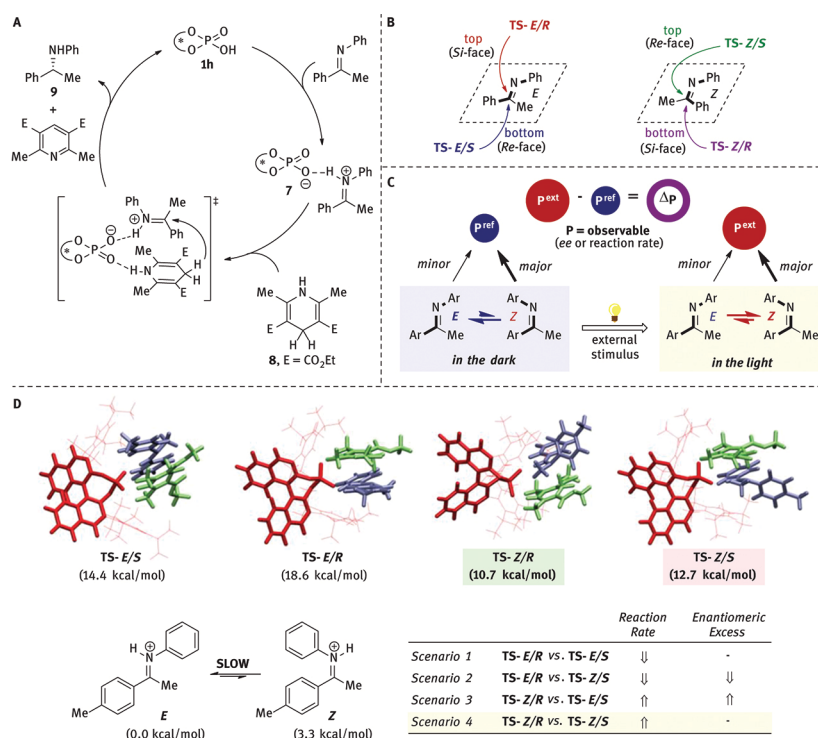 A
NHPh
Ph
Me
9
+
E
E
Me
N
Me
*
O
O
P
O
OH
1h
N
Ph
Ph
Me
*
O
O
P
O
O
⊖
H
⊕
N
Ph
Ph
Me
7
‡
Ph
Me
⊕
N
H
Ph
*
O
O
P
O
O
⊖
H
N
Me
Me
E
E
H
H
H
N
Me
Me
E
E
H
H
8, E = CO₂Et
B
top
(Si-face)
TS-E/R
Ph
N
Ph
E
Me
TS-E/S
bottom
(Re-face)
top
(Re-face)
TS-Z/S
N
Ph
Me
Z
Ph
bottom
(Si-face)
TS-Z/R
C
Pext - Pref = ΔP
P = observable
(ee or reaction rate)
Pref
minor
major
Ar
N
E
Ar
Me
Ar
N
Z
Ar
Me
in the dark
external
stimulus
Pext
minor
major
Ar
N
E
Ar
Me
Ar
N
Z
Ar
Me
in the light
D
TS-E/S
(14.4 kcal/mol)
TS-E/R
(18.6 kcal/mol)
TS-Z/R
(10.7 kcal/mol)
TS-Z/S
(12.7 kcal/mol)
H
⊕
N
Me
Me
E
(0.0 kcal/mol)
SLOW
⊕
H
N
Me
Me
Z
(3.3 kcal/mol)
Reaction Enantiomeric
Rate Excess
Scenario 1 TS-E/R vs. TS-E/S ⇓ -
Scenario 2 TS-E/R vs. TS-E/S ⇓ ⇓
Scenario 3 TS-Z/R vs. TS-E/S ⇑ ⇑
Scenario 4 TS-Z/R vs. TS-Z/S ⇑ -